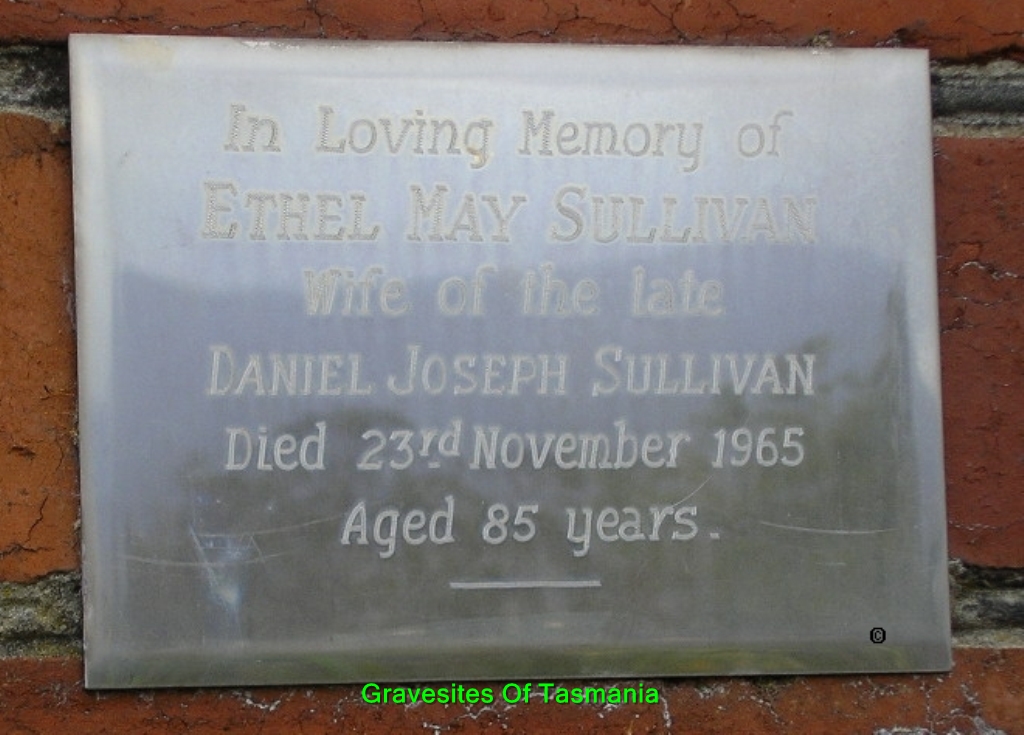 In Loving Memory of
ETHEL MAY SULLIVAN
Wife of the late
DANIEL JOSEPH SULLIVAN
Died 23rd November 1965
Aged 85 years.
©
Gravesites Of Tasmania